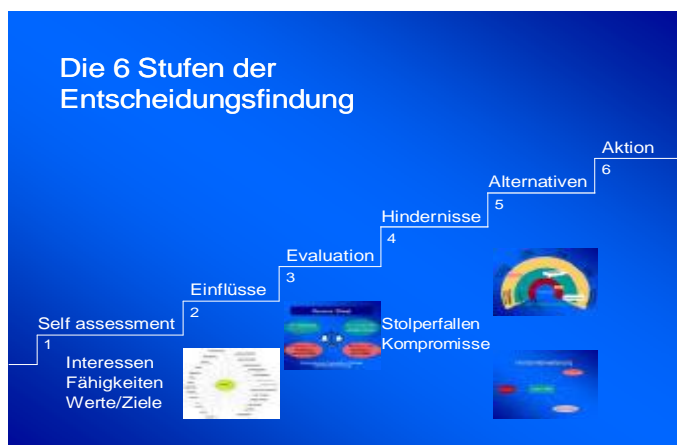 Die 6 Stufen der
Entscheidungsfindung
Aktion
6
Alternativen
5
Hindernisse
4
Evaluation
3
Einflüsse
2
Self assessment
1
Stolperfallen
Kompromisse
Interessen
Fähigkeiten
Werte/Ziele